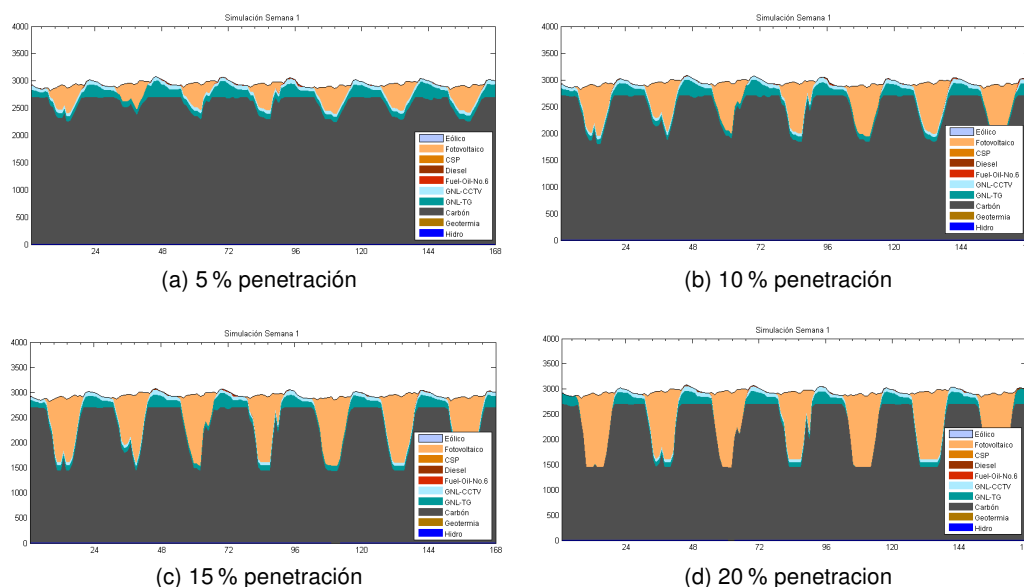 Simulación Semana 1
4000
3500
3000
2500
2000
1500
1000
500
0
24
48
72
96
120
144
168
Eólico
Fotovoltaico
CSP
Diesel
Fuel-Oil-No.6
GNL-CCTV
GNL-TG
Carbón
Geotermia
Hidro
(a) 5 % penetración
Simulación Semana 1
4000
3500
3000
2500
2000
1500
1000
500
0
24
48
72
96
120
144
Eólico
Fotovoltaico
CSP
Diesel
Fuel-Oil-No.6
GNL-CCTV
GNL-TG
Carbón
Geotermia
Hidro
(b) 10 % penetración
Simulación Semana 1
4000
3500
3000
2500
2000
1500
1000
500
0
24
48
72
96
120
144
168
Eólico
Fotovoltaico
CSP
Diesel
Fuel-Oil-No.6
GNL-CCTV
GNL-TG
Carbón
Geotermia
Hidro
(c) 15 % penetración
Simulación Semana 1
4000
3500
3000
2500
2000
1500
1000
500
0
24
48
72
96
120
144
Eólico
Fotovoltaico
CSP
Diesel
Fuel-Oil-No.6
GNL-CCTV
GNL-TG
Carbón
Geotermia
Hidro
(d) 20 % penetracion